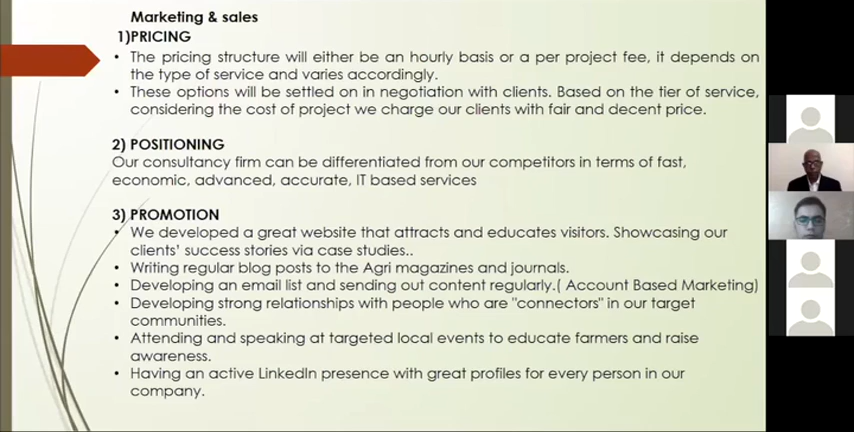 Marketing & sales
1)PRICING
• The pricing structure will either be an hourly basis or a per project fee, it depends on
the type of service and varies accordingly.
• These options will be settled on in negotiation with clients. Based on the tier of service,
considering the cost of project we charge our clients with fair and decent price.
2) POSITIONING
Our consultancy firm can be differentiated from our competitors in terms of fast,
economic, advanced, accurate, IT based services
3) PROMOTION
• We developed a great website that attracts and educates visitors. Showcasing our
clients' success stories via case studies..
• Writing regular blog posts to the Agri magazines and journals.
• Developing an email list and sending out content regularly.( Account Based Marketing)
• Developing strong relationships with people who are "connectors" in our target
communities.
• Attending and speaking at targeted local events to educate farmers and raise
awareness.
• Having an active LinkedIn presence with great profiles for every person in our
company.